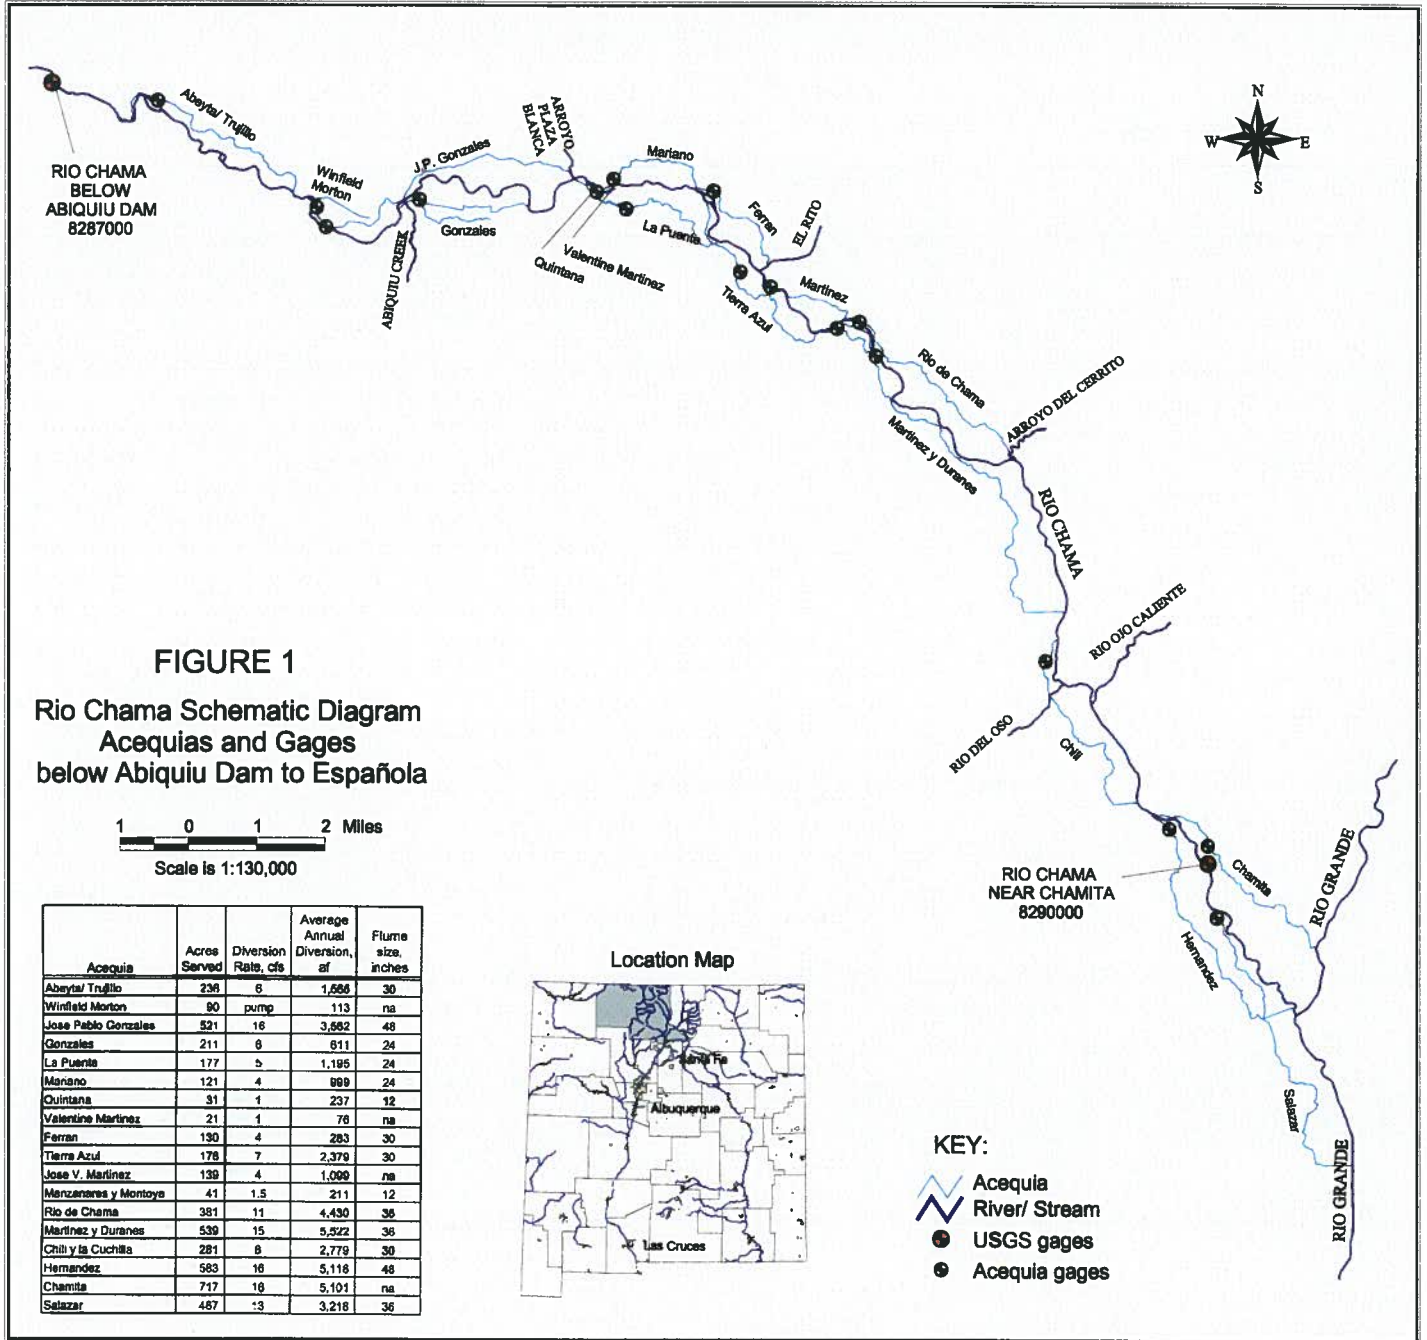 Abeyta/ Trujillo
RIO CHAMA
BELOW
ABIQUIU DAM
8287000
Winfield
Morton
J.P. Gonzales
Gonzales
ABIQUIU CREEK
ARROYO
PLAZA
BLANCA
Mariano
La Puente
Valentine Martinez
Quintana
Ferran
EL RITO
Tierra Azul
Martinez
Rio de Chama
ARROYO DEL CERRITO
Martinez y Duranes
RIO CHAMA
RIO OJO CALIENTE
RIO DEL OSO
Chili
RIO CHAMA
NEAR CHAMITA
8290000
Chamita
RIO GRANDE
Hernandez
Salazar
RIO GRANDE
N
W E
S
FIGURE 1
Rio Chama Schematic Diagram
Acequias and Gages
below Abiquiu Dam to Española
1 0 1 2 Miles
Scale is 1:130,000
Acequia Acres Served Diversion Rate, cfs Average Annual Diversion, af Flume size, inches
Abeyta/ Trujillo 236 6 30
Winfield Morton 90 pump 113 na
Jose Pablo Gonzales 521 16 48
Gonzales 211 6 611 24
La Puente 177 5 1,195 24
Mariano 121 4 999 24
Quintana 31 1 237 12
Valentine Martinez 21 1 76 na
Ferran 130 4 283 30
Tierra Azul 7 2,379 30
Jose V. Martinez 139 4 1,099 na
Manzanares y Montoya 41 1.5 211 12
Rio de Chama 381 11 4,430 36
Martinez y Duranes 539 15 5,522 36
Chili y la Cuchilla 281 2,779 30
Hernandez 583 16 5,116 48
Chamita 717 16 5,101 na
Salazar 467 13 3,218 36
Location Map
Santa Fe
Albuquerque
Las Cruces
KEY:
Acequia
River/ Stream
USGS gages
Acequia gages